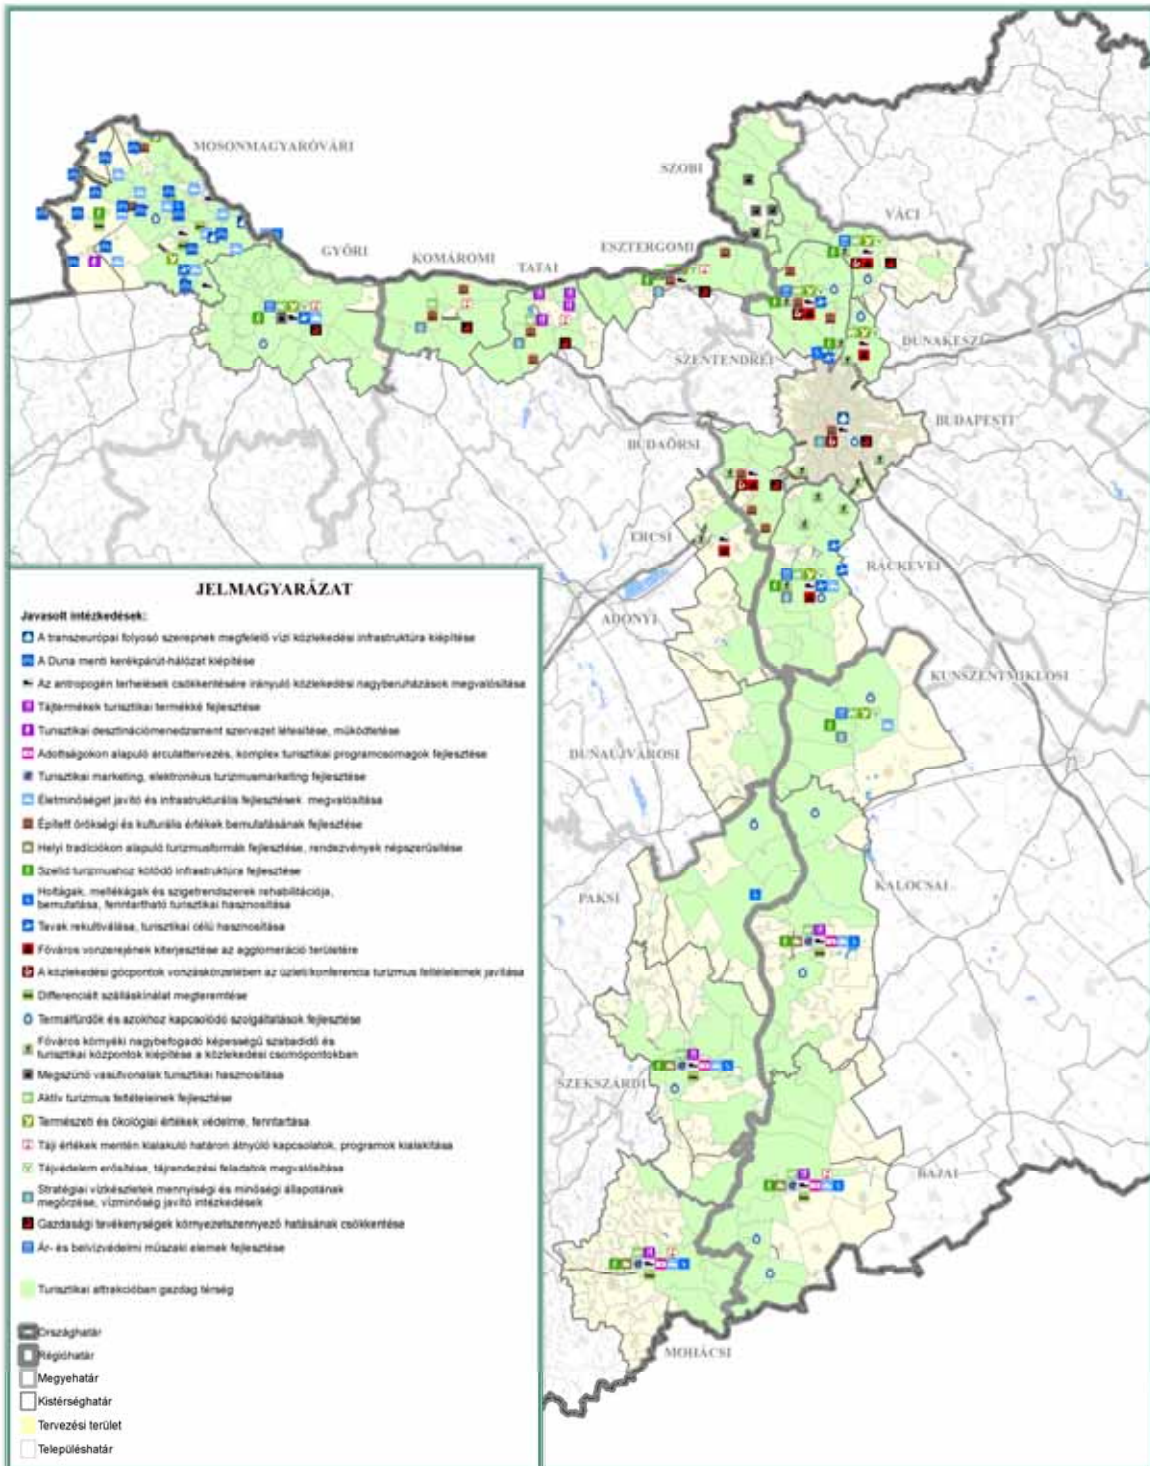 MOSONMAGYARÓVÁRI
SZOBI
VÁCI
GYŐRI
KOMÁROMI
TATAI
ESZTERGOMI
DUNAKESZI
SZENTENDREI
BUDAPESTI
BUDAÖRSI
ERCSI
RÁCKEVEI
ADONYI
KUNSZENTMIKLÓSI
DUNAÚJVÁROSI
PAKSI
KALOCSAI
SZEKSZÁRDI
BAJAI
MOHÁCSI
JELMAGYARÁZAT
Javasolt intézkedések:
A transzeurópai folyosó szerepnek megfelelő vízi közlekedési infrastruktúra kiépítése
A Duna menti kerékpárút-hálózat kiépítése
Az antropogén terhelések csökkentésére irányuló közlekedési nagyberuházások megvalósítása
Tájtermékek turisztikai termékké fejlesztése
Turisztikai desztinációmenedzsment szervezet létesítése, működtetése
Adottságokon alapuló arculattervezés, komplex turisztikai programcsomagok fejlesztése
Turisztikai marketing, elektronikus turizmusmarketing fejlesztése
Életminőséget javító és infrastrukturális fejlesztések megvalósítása
Épített örökségi és kulturális értékek bemutatásának fejlesztése
Helyi tradíciókon alapuló turizmusformák fejlesztése, rendezvények népszerűsítése
Szelíd turizmushoz kötődő infrastruktúra fejlesztése
Holtágak, mellékágak és szigetrendszerek rehabilitációja,
bemutatása, fenntartható turisztikai hasznosítása
Tavak rekultiválása, turisztikai célú hasznosítása
Főváros vonzerejének kiterjesztése az agglomeráció területére
A közlekedési gócpontok vonzáskörzetében az üzleti/konferencia turizmus feltételeinek javítása
Differenciált szálláskínálat megteremtése
Termálfürdők és azokhoz kapcsolódó szolgáltatások fejlesztése
Főváros környéki nagybefogadó képességű szabadidő és
turisztikai központok kiépítése a közlekedési csomópontokban
Megszűnő vasútvonalak turisztikai hasznosítása
Aktív turizmus feltételeinek fejlesztése
Természeti és ökológiai értékek védelme, fenntartása
Táji értékek mentén kialakuló határon átnyúló kapcsolatok, programok kialakítása
Tájvédelem erősítése, tájrendezési feladatok megvalósítása
Stratégiai vízkészletek mennyiségi és minőségi állapotának
megőrzése, vízminőség javító intézkedések
Gazdasági tevékenységek környezetszennyező hatásának csökkentése
Ár- és belvízvédelmi műszaki elemek fejlesztése
Turisztikai attrakcióban gazdag térség
Országhatár
Régióhatár
Megyehatár
Kistérséghatár
Tervezési terület
Településhatár